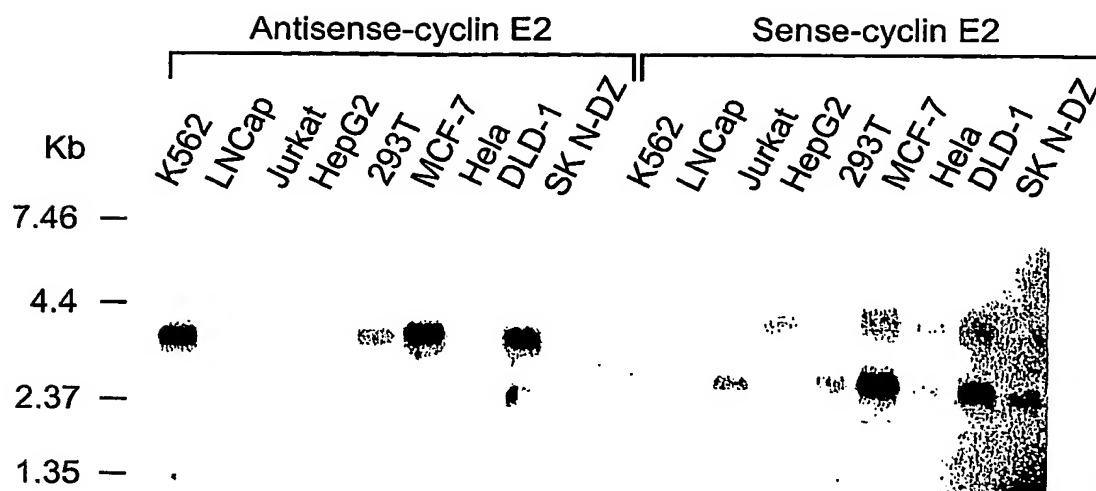 Antisense-cyclin E2 Sense-cyclin E2
Kb K562 LNCap Jurkat HepG2 293T MCF-7 Hela DLD-1 SK N-DZ K562 LNCap Jurkat HepG2 293T MCF-7 Hela DLD-1 SK N-DZ
7.46 —
4.4 —
2.37 —
1.35 —